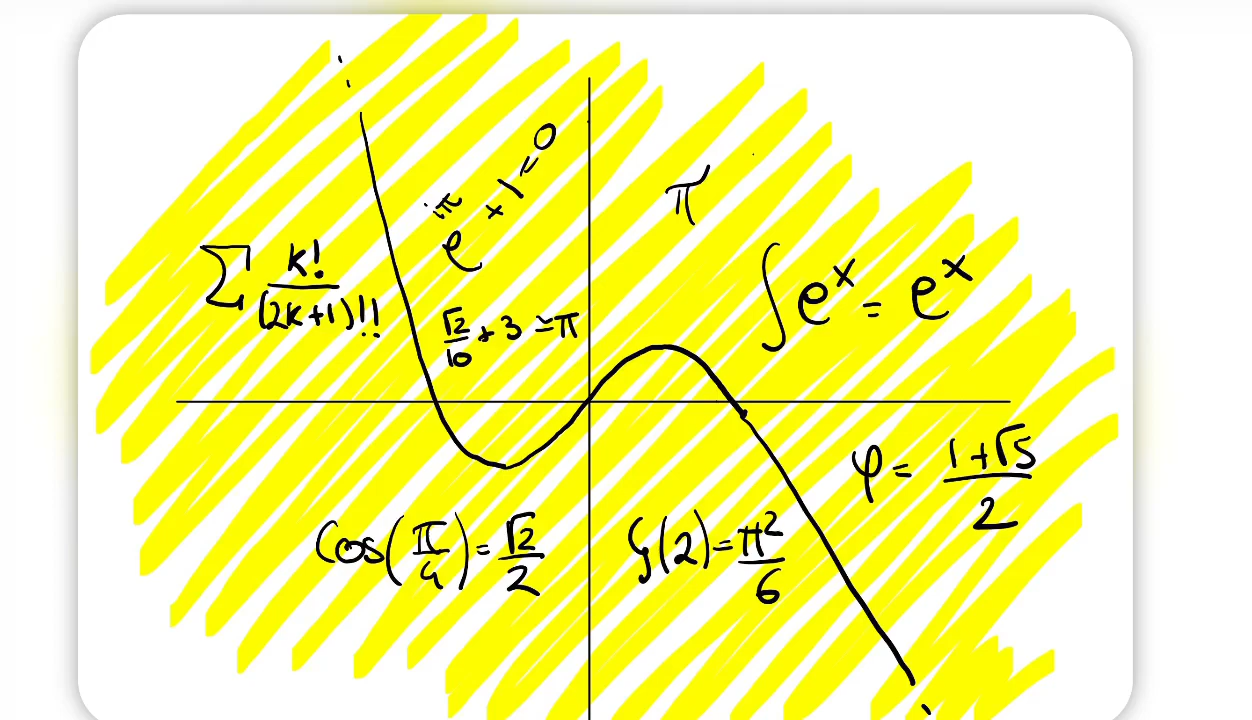 e^{iπ} + 1 = 0
π
∑ k!/(2k+1)!!
∫ e^x = e^x
√2/10 + 3 ≃ π
φ = (1+√5)/2
cos(π/4) = √2/2
ζ(2) = π²/6